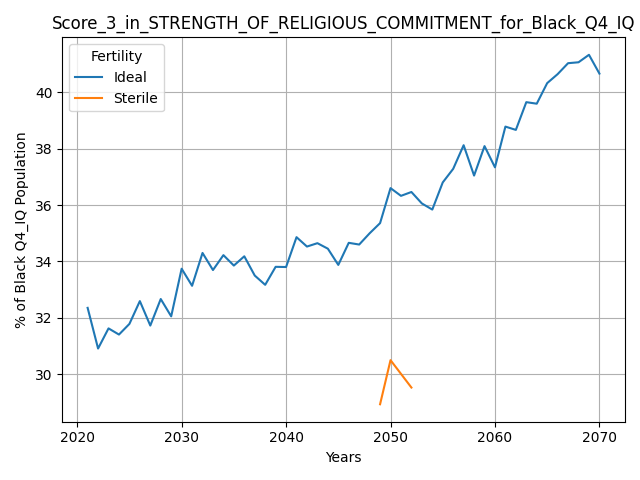 Score_3_in_STRENGTH_OF_RELIGIOUS_COMMITMENT_for_Black_Q4_IQ
Fertility
Ideal
Sterile
% of Black Q4_IQ Population
40
38
36
34
32
30
2020 2030 2040 2050 2060 2070
Years